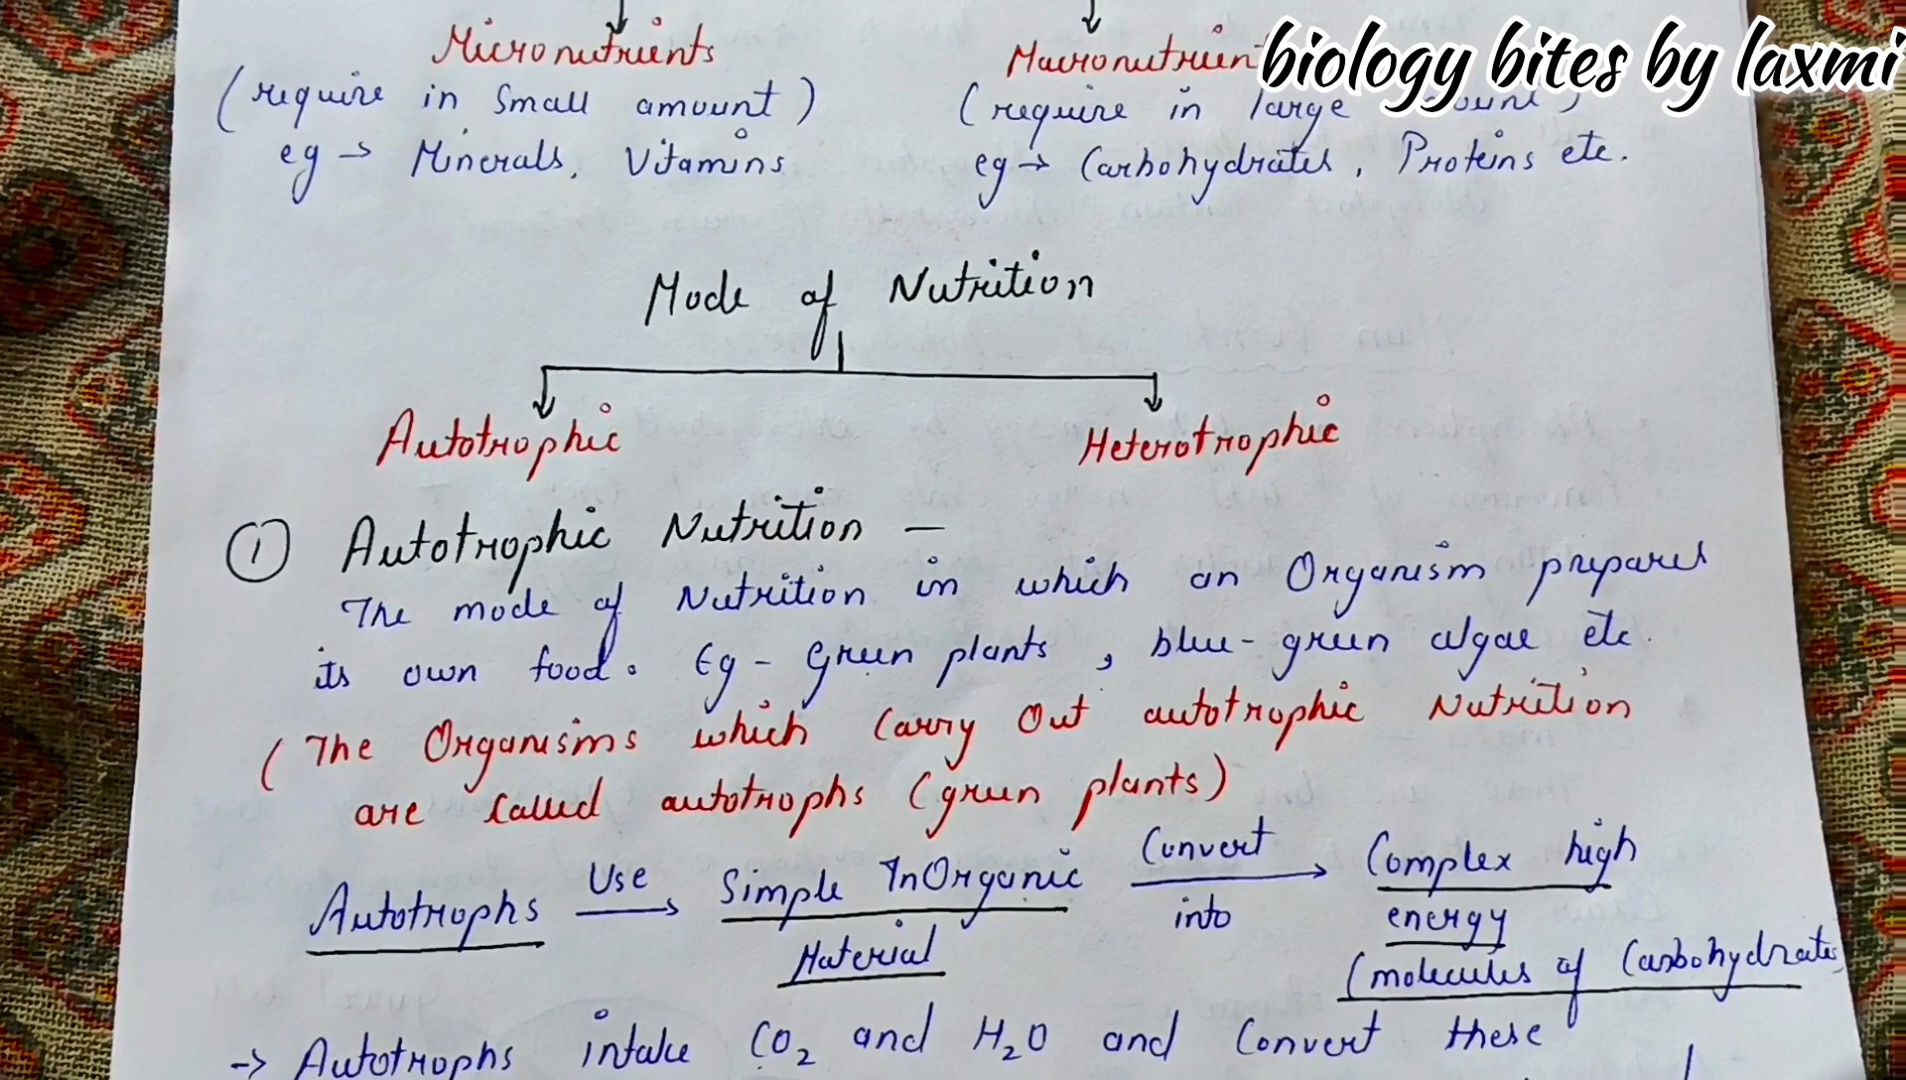 Micronutrients Macronutrien
biology bites by laxmi
(require in small amount) (require in large ount)
eg → Minerals, Vitamins eg → Carbohydrates, Proteins etc.
Mode of Nutrition
Autotrophic Heterotrophic
① Autotrophic Nutrition —
The mode of Nutrition in which an Organism prepares
its own food. Eg - Green plants, blue-green algae etc.
(The Organisms which Carry Out autotrophic Nutrition
are called autotrophs (green plants)
Autotrophs Use → Simple InOrganic Material Convert into → Complex high energy
(molecules of Carbohydrates
→ Autotrophs intake CO₂ and H₂O and Convert these